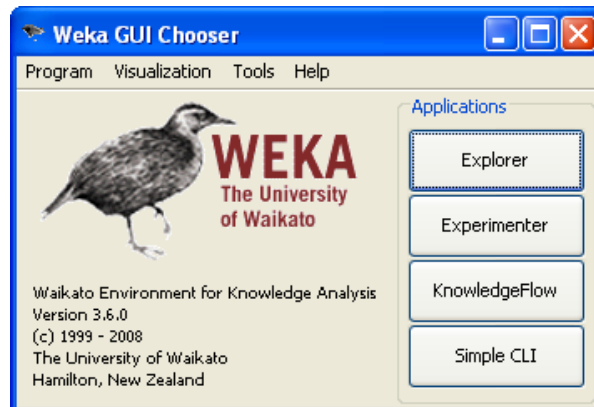 Weka GUI Chooser
Program Visualization Tools Help
WEKA
The University
of Waikato
Waikato Environment for Knowledge Analysis
Version 3.6.0
(c) 1999 - 2008
The University of Waikato
Hamilton, New Zealand
Applications
Explorer
Experimenter
KnowledgeFlow
Simple CLI